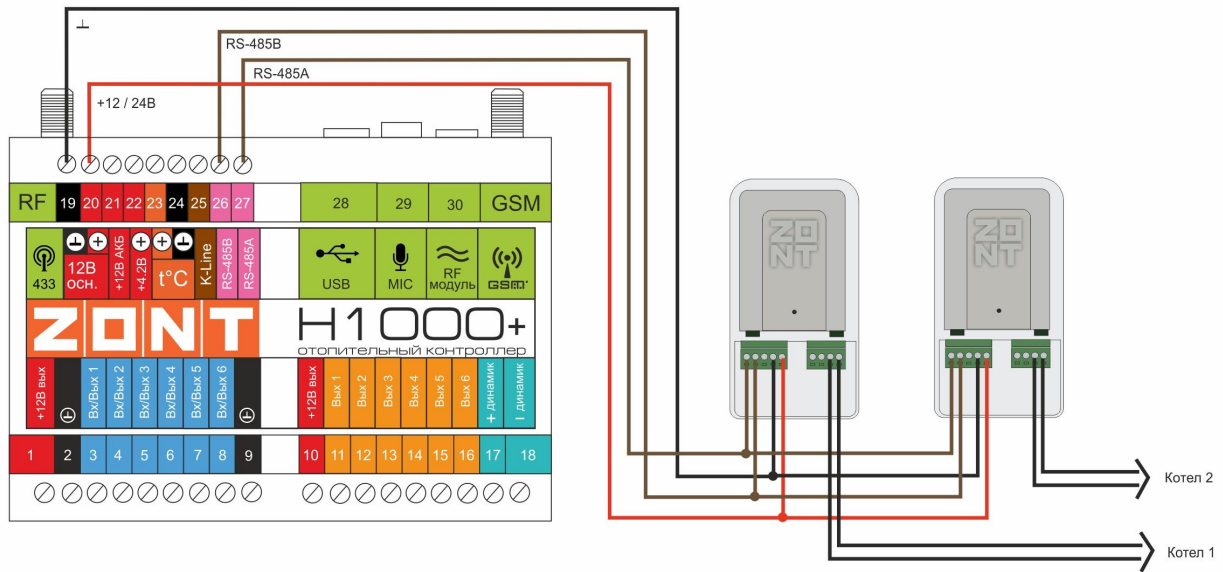 ⊥
RS-485B
RS-485A
+12 / 24В
RF 19 20 21 22 23 24 25 26 27 28 29 30 GSM
433
12В
осн.
+12В АКБ
+4.2В
t°C
K-Line
RS-485B
RS-485A
USB
MIC
RF
модуль
GSM
ZONT
H1000+
отопительный контроллер
+12В вых
Вх/Вых 1
Вх/Вых 2
Вх/Вых 3
Вх/Вых 4
Вх/Вых 5
Вх/Вых 6
+12В вых
Вых 1
Вых 2
Вых 3
Вых 4
Вых 5
Вых 6
+ динамик
– динамик
1 2 3 4 5 6 7 8 9 10 11 12 13 14 15 16 17 18
ZO
NT
ZO
NT
Котел 2
Котел 1